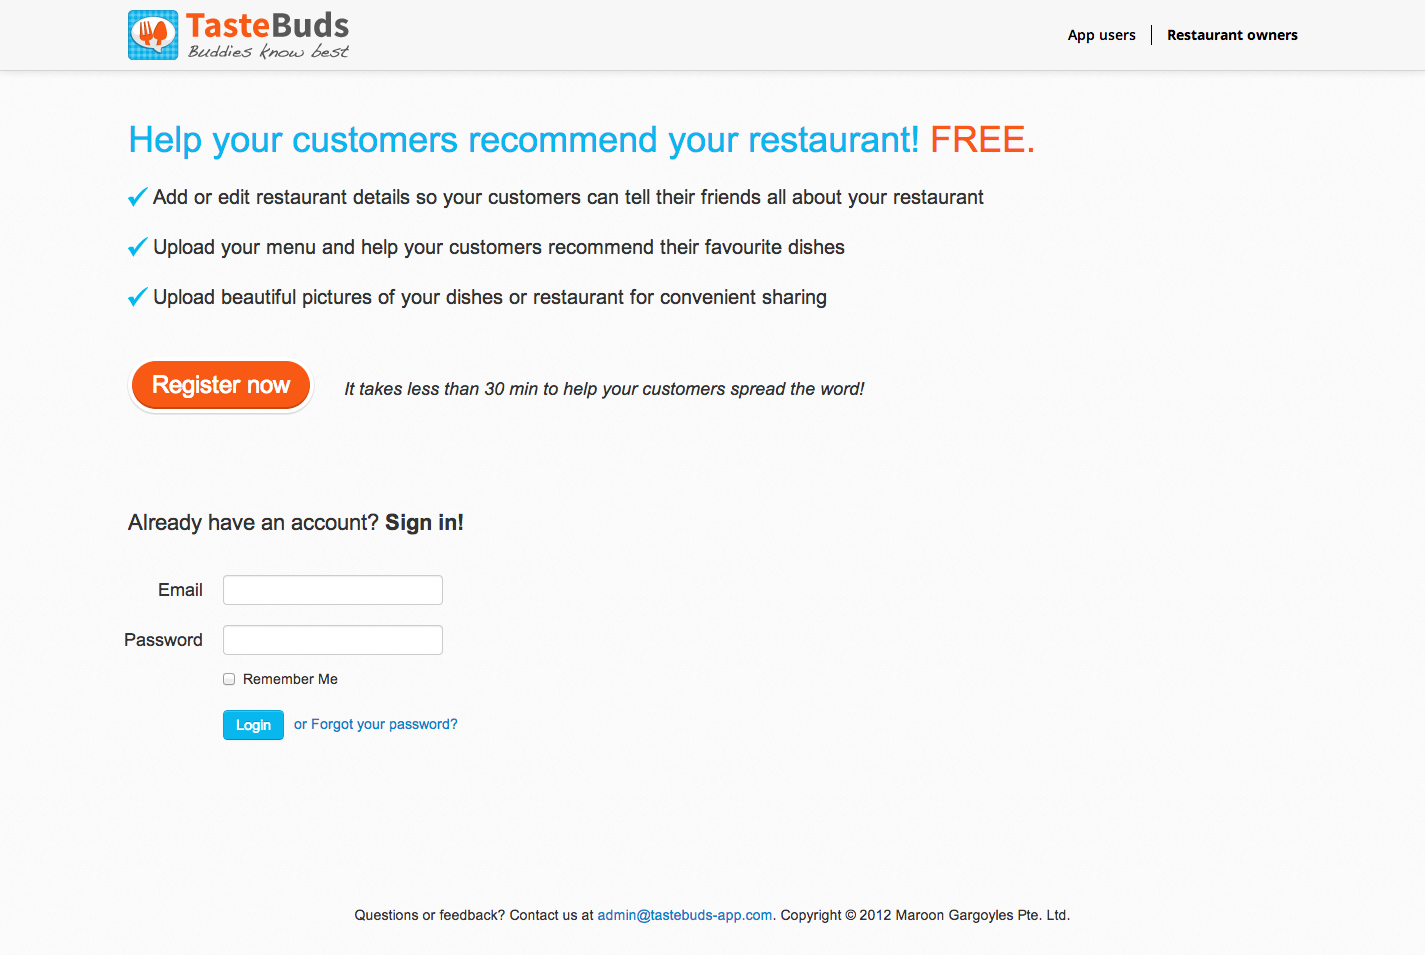 TasteBuds
Buddies know best
App users
Restaurant owners
Help your customers recommend your restaurant! FREE.
Add or edit restaurant details so your customers can tell their friends all about your restaurant
Upload your menu and help your customers recommend their favourite dishes
Upload beautiful pictures of your dishes or restaurant for convenient sharing
Register now
It takes less than 30 min to help your customers spread the word!
Already have an account? Sign in!
Email
Password
Remember Me
Login or Forgot your password?
Questions or feedback? Contact us at admin@tastebuds-app.com. Copyright © 2012 Maroon Gargoyles Pte. Ltd.